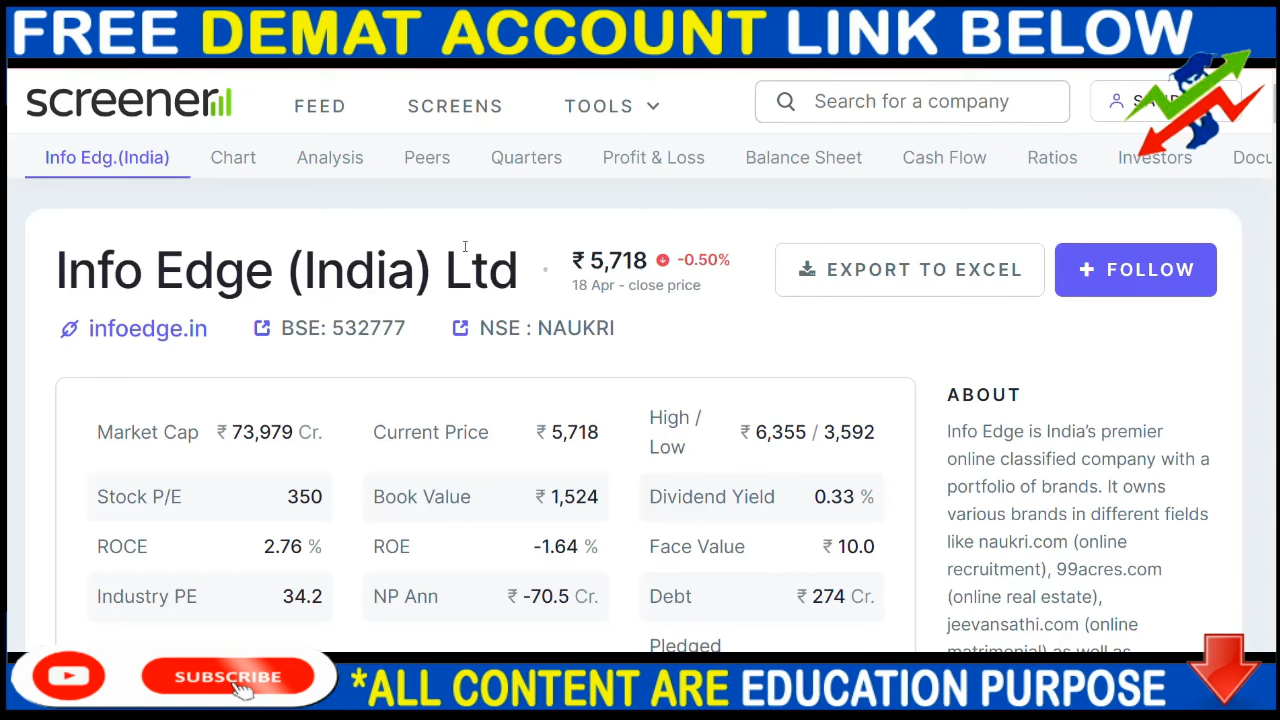 FREE DEMAT ACCOUNT LINK BELOW
screener
FEED SCREENS TOOLS
Search for a company
Info Edg.(India) Chart Analysis Peers Quarters Profit & Loss Balance Sheet Cash Flow Ratios Investors Docu
Info Edge (India) Ltd
₹ 5,718 -0.50%
18 Apr - close price
EXPORT TO EXCEL
+ FOLLOW
infoedge.in BSE: 532777 NSE : NAUKRI
Market Cap ₹ 73,979 Cr.
Current Price ₹ 5,718
High / Low ₹ 6,355 / 3,592
Stock P/E 350
Book Value ₹ 1,524
Dividend Yield 0.33 %
ROCE 2.76 %
ROE -1.64 %
Face Value ₹ 10.0
Industry PE 34.2
NP Ann ₹ -70.5 Cr.
Debt ₹ 274 Cr.
Pledged
ABOUT
Info Edge is India's premier
online classified company with a
portfolio of brands. It owns
various brands in different fields
like naukri.com (online
recruitment), 99acres.com
(online real estate),
jeevansathi.com (online
matrimonial) as well as
SUBSCRIBE
*ALL CONTENT ARE EDUCATION PURPOSE